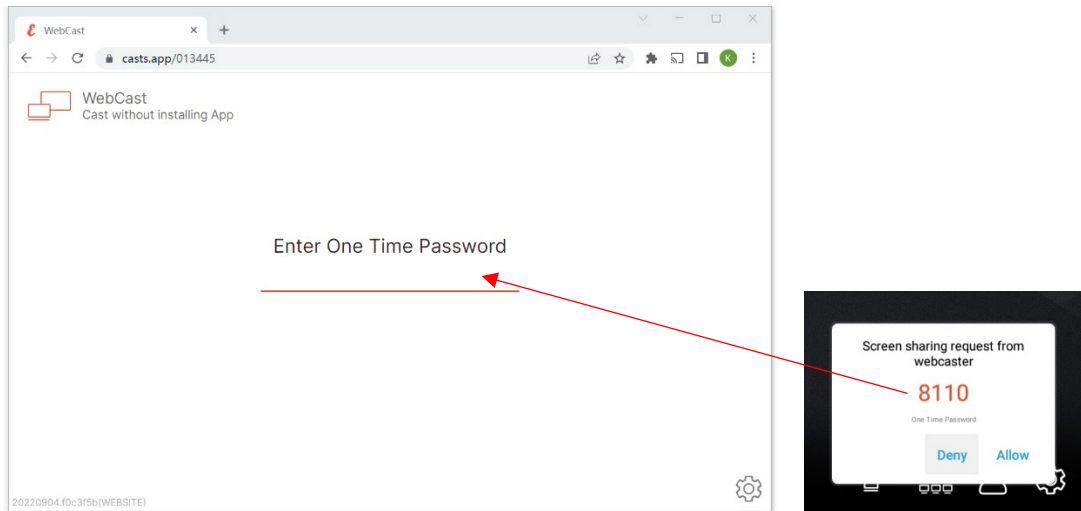 WebCast
casts.app/013445
K
WebCast
Cast without installing App
Enter One Time Password
20220904.f0c3f5b(WEBSITE)
Screen sharing request from
webcaster
8110
One Time Password
Deny Allow